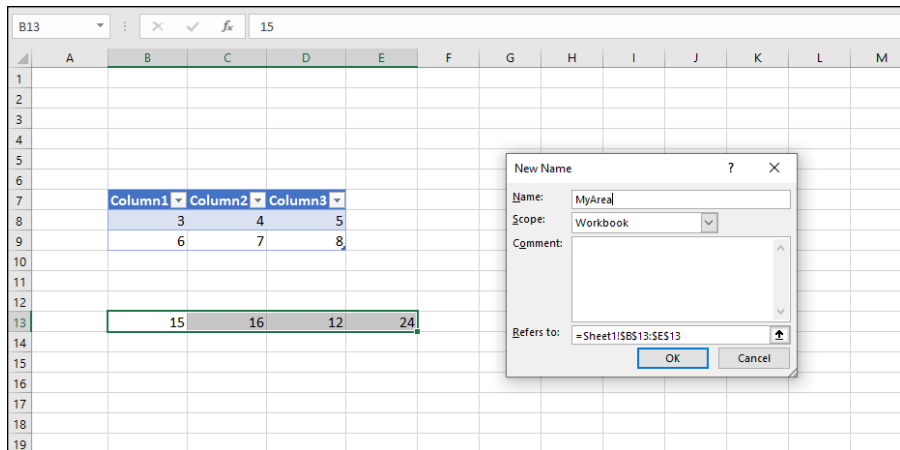 B13 fx 15
A B C D E F G H I J K L M
1
2
3
4
5
6
7 Column1 Column2 Column3
8 3 4 5
9 6 7 8
10
11
12
13 15 16 12 24
14
15
16
17
18
19
New Name ?
Name: MyArea
Scope: Workbook
Comment:
Refers to: =Sheet1!$B$13:$E$13
OK Cancel